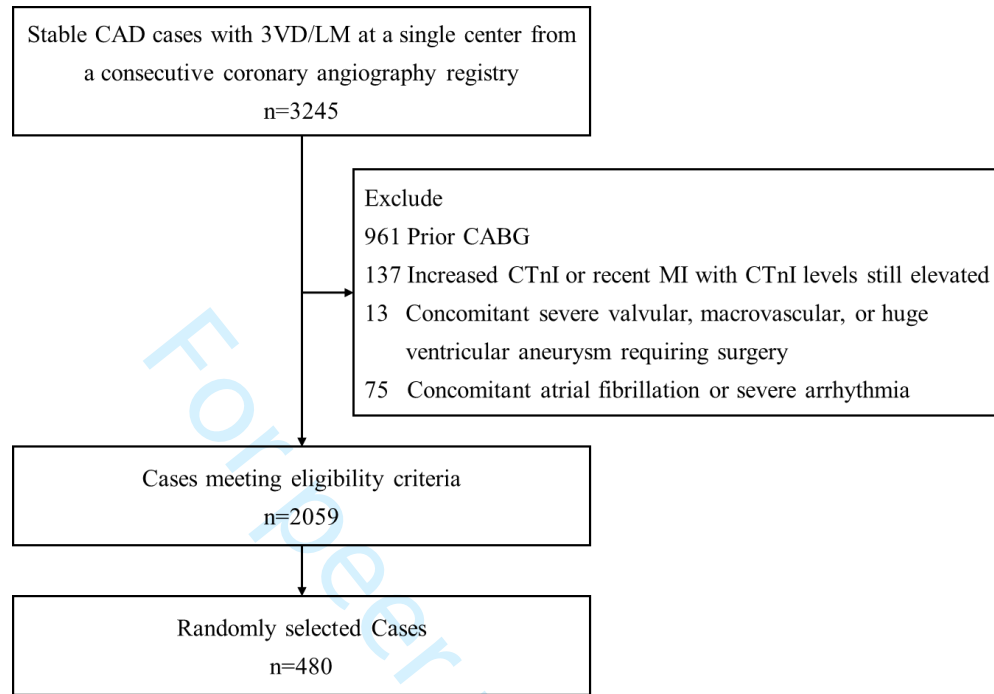 Stable CAD cases with 3VD/LM at a single center from
a consecutive coronary angiography registry
n=3245
Exclude
961 Prior CABG
137 Increased CTnI or recent MI with CTnI levels still elevated
13 Concomitant severe valvular, macrovascular, or huge
ventricular aneurysm requiring surgery
75 Concomitant atrial fibrillation or severe arrhythmia
Cases meeting eligibility criteria
n=2059
Randomly selected Cases
n=480
For peer